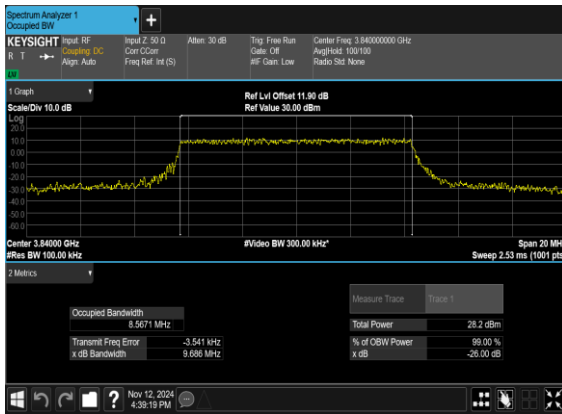 Spectrum Analyzer 1
Occupied BW
KEYSIGHT
R T
LXI
Input: RF
Coupling: DC
Align: Auto
Input Z: 50 Ω
Corr CCorr
Freq Ref: Int (S)
Atten: 30 dB
Trig: Free Run
Gate: Off
#IF Gain: Low
Center Freq: 3.840000000 GHz
Avg|Hold: 100/100
Radio Std: None
1 Graph
Scale/Div 10.0 dB
Ref Lvl Offset 11.90 dB
Ref Value 30.00 dBm
Log
20.0
10.0
0.00
-10.0
-20.0
-30.0
-40.0
-50.0
-60.0
Center 3.84000 GHz
#Res BW 100.00 kHz
#Video BW 300.00 kHz*
Span 20 MH
Sweep 2.53 ms (1001 pts
2 Metrics
Measure Trace
Trace 1
Occupied Bandwidth
8.5671 MHz
Total Power
28.2 dBm
Transmit Freq Error
-3.541 kHz
% of OBW Power
99.00 %
x dB Bandwidth
9.686 MHz
x dB
-26.00 dB
?
Nov 12, 2024
4:39:19 PM